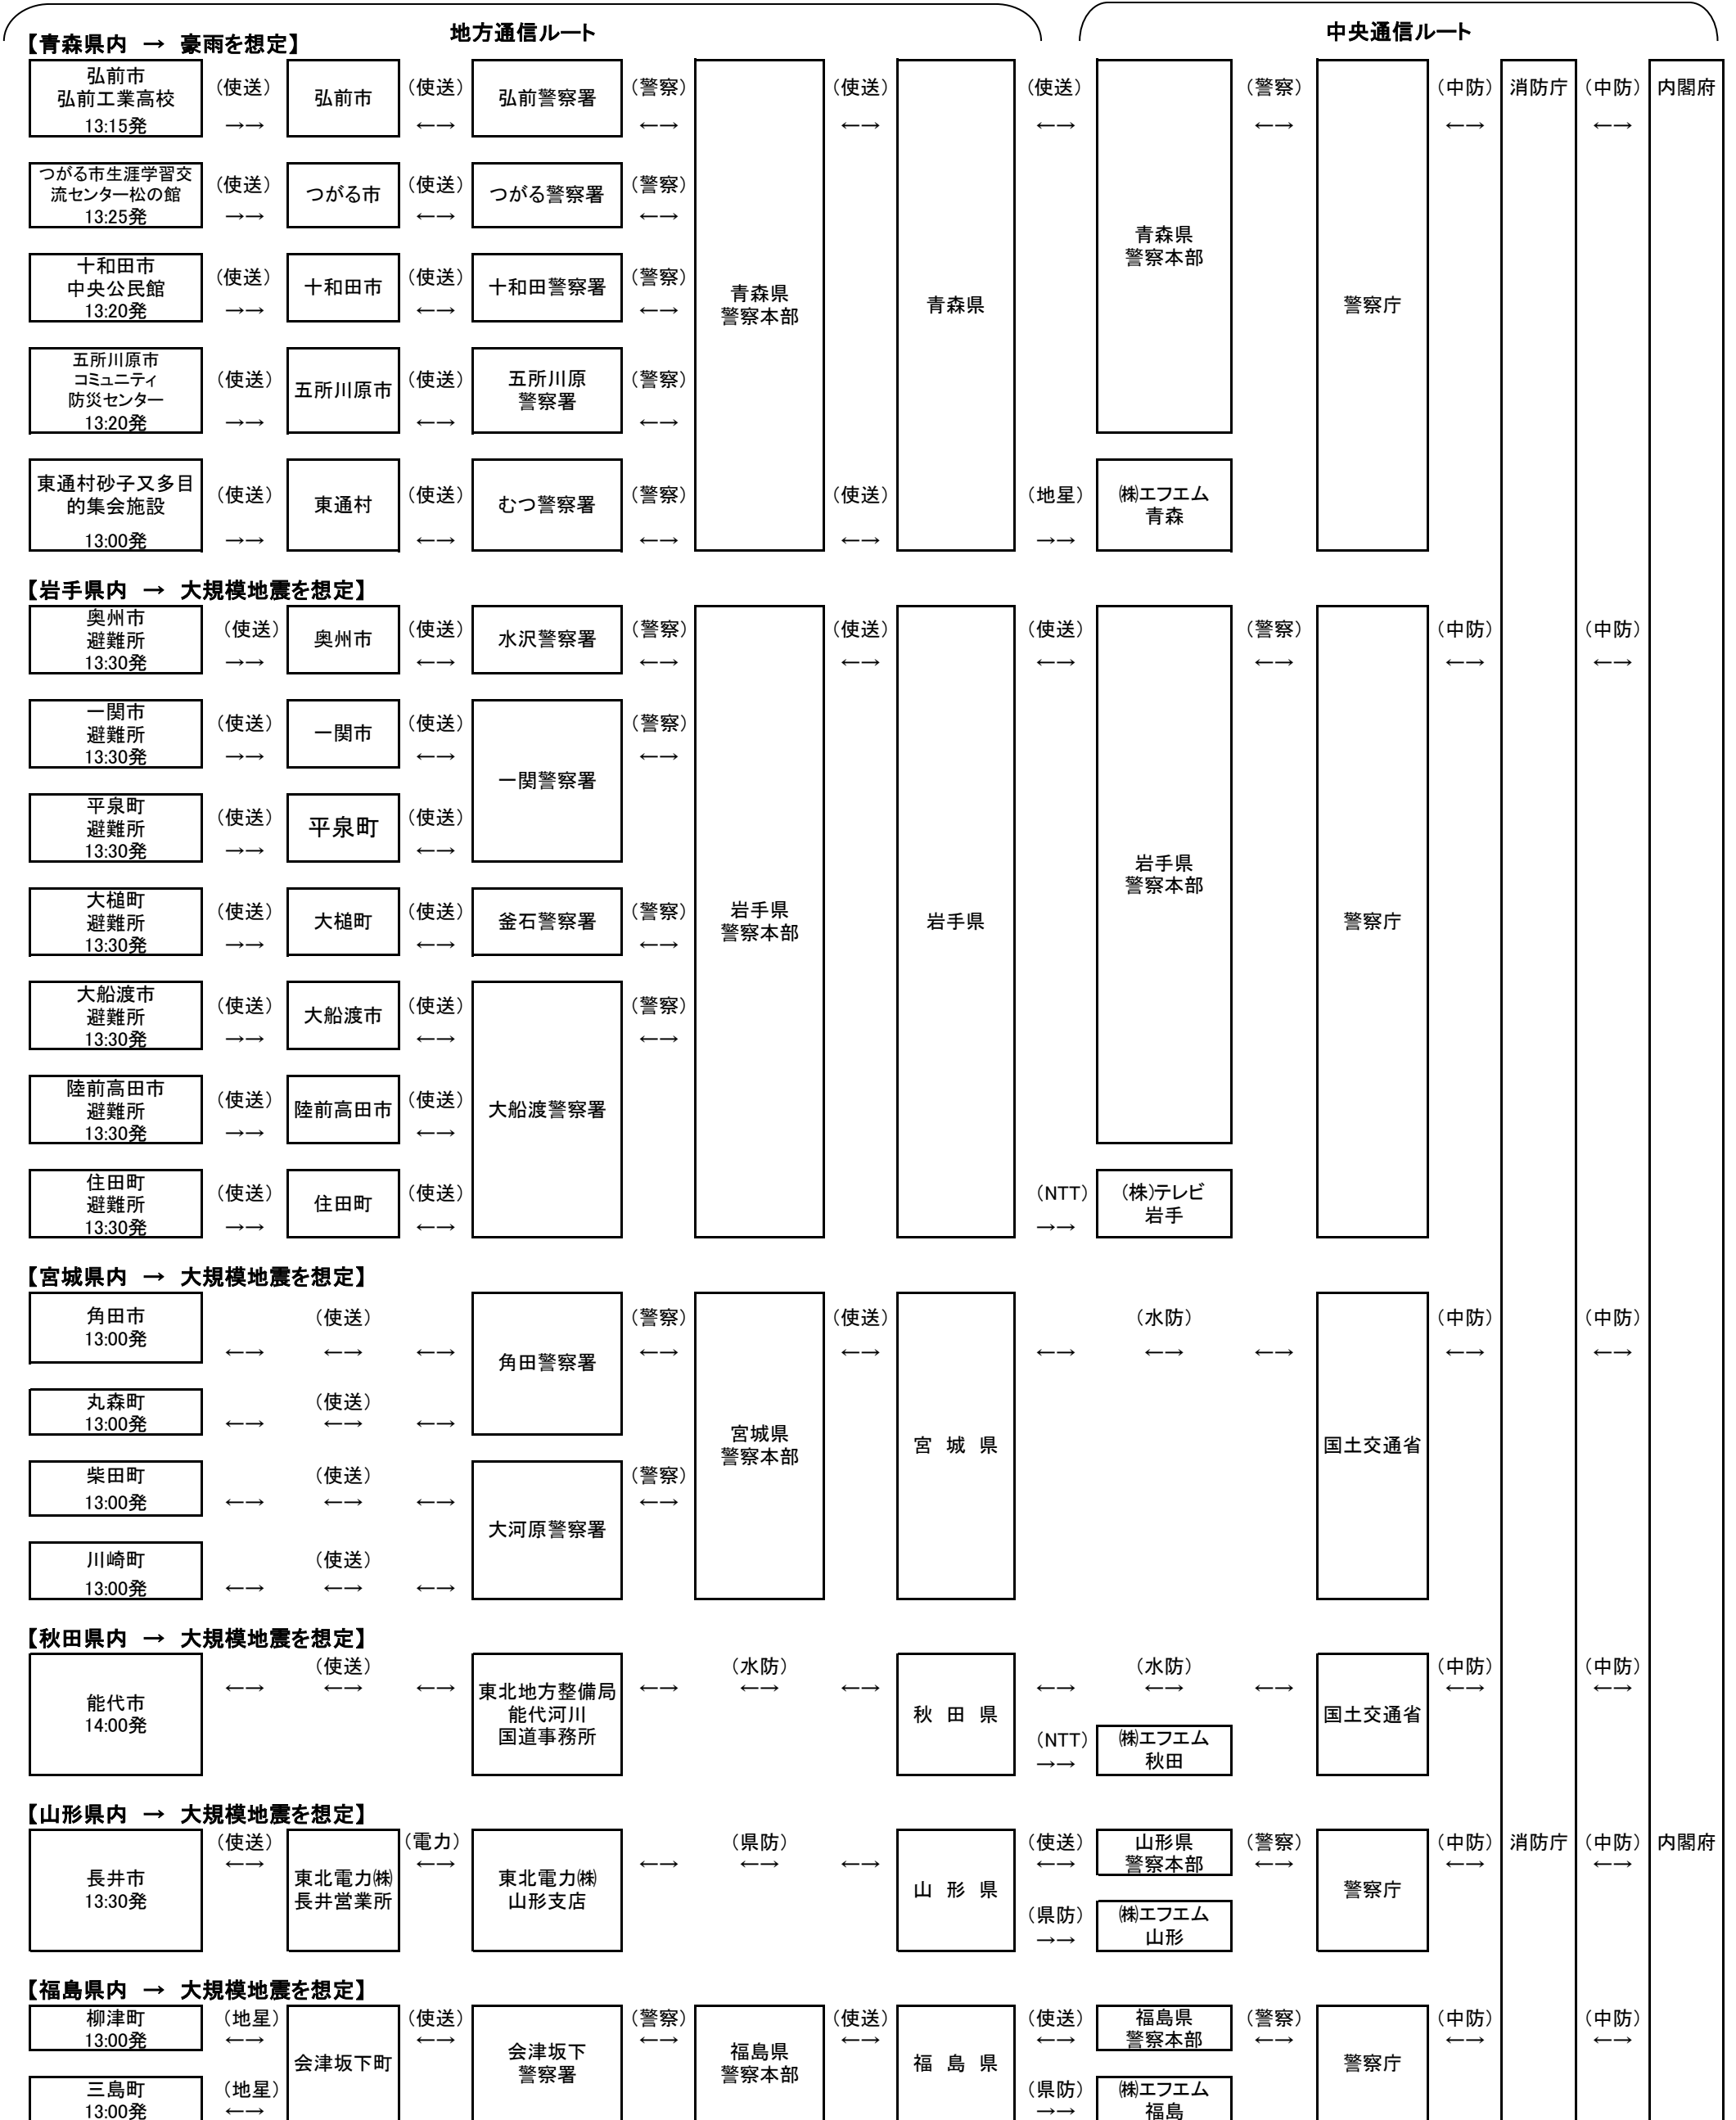 地方通信ルート
中央通信ルート
【青森県内 → 豪雨を想定】
弘前市
弘前工業高校
13:15発
(使送)
→→
弘前市
(使送)
←→
弘前警察署
(警察)
←→
青森県
警察本部
(使送)
←→
青森県
(使送)
←→
青森県
警察本部
(警察)
←→
警察庁
(中防)
←→
消防庁
(中防)
←→
内閣府
つがる市生涯学習交
流センター松の館
13:25発
(使送)
→→
つがる市
(使送)
←→
つがる警察署
(警察)
←→
十和田市
中央公民館
13:20発
(使送)
→→
十和田市
(使送)
←→
十和田警察署
(警察)
←→
五所川原市
コミュニティ
防災センター
13:20発
(使送)
→→
五所川原市
(使送)
←→
五所川原
警察署
(警察)
←→
東通村砂子又多目
的集会施設
13:00発
(使送)
→→
東通村
(使送)
←→
むつ警察署
(警察)
←→
(使送)
←→
(地星)
→→
㈱エフエム
青森
【岩手県内 → 大規模地震を想定】
奥州市
避難所
13:30発
(使送)
→→
奥州市
(使送)
←→
水沢警察署
(警察)
←→
岩手県
警察本部
(使送)
←→
岩手県
(使送)
←→
岩手県
警察本部
(警察)
←→
警察庁
(中防)
←→
(中防)
←→
一関市
避難所
13:30発
(使送)
→→
一関市
(使送)
←→
一関警察署
(警察)
←→
平泉町
避難所
13:30発
(使送)
→→
平泉町
(使送)
←→
大槌町
避難所
13:30発
(使送)
→→
大槌町
(使送)
←→
釜石警察署
(警察)
←→
大船渡市
避難所
13:30発
(使送)
→→
大船渡市
(使送)
←→
大船渡警察署
(警察)
←→
陸前高田市
避難所
13:30発
(使送)
→→
陸前高田市
(使送)
←→
住田町
避難所
13:30発
(使送)
→→
住田町
(使送)
←→
(NTT)
→→
(株)テレビ
岩手
【宮城県内 → 大規模地震を想定】
角田市
13:00発
(使送)
←→ ←→ ←→
角田警察署
(警察)
←→
宮城県
警察本部
(使送)
←→
宮 城 県
(水防)
←→ ←→ ←→
国土交通省
(中防)
←→
(中防)
←→
丸森町
13:00発
(使送)
←→ ←→ ←→
柴田町
13:00発
(使送)
←→ ←→ ←→
大河原警察署
(警察)
←→
川崎町
13:00発
(使送)
←→ ←→ ←→
【秋田県内 → 大規模地震を想定】
能代市
14:00発
(使送)
←→ ←→ ←→
東北地方整備局
能代河川
国道事務所
(水防)
←→ ←→ ←→
秋 田 県
(水防)
←→ ←→ ←→
国土交通省
(中防)
←→
(中防)
←→
(NTT)
→→
㈱エフエム
秋田
【山形県内 → 大規模地震を想定】
長井市
13:30発
(使送)
←→
東北電力㈱
長井営業所
(電力)
←→
東北電力㈱
山形支店
(県防)
←→ ←→ ←→
山 形 県
(使送)
←→
山形県
警察本部
(警察)
←→
警察庁
(中防)
←→
消防庁
(中防)
←→
内閣府
(県防)
→→
㈱エフエム
山形
【福島県内 → 大規模地震を想定】
柳津町
13:00発
(地星)
←→
会津坂下町
(使送)
←→
会津坂下
警察署
(警察)
←→
福島県
警察本部
(使送)
←→
福 島 県
(使送)
←→
福島県
警察本部
(警察)
←→
警察庁
(中防)
←→
(中防)
←→
三島町
13:00発
(地星)
←→
(県防)
→→
㈱エフエム
福島